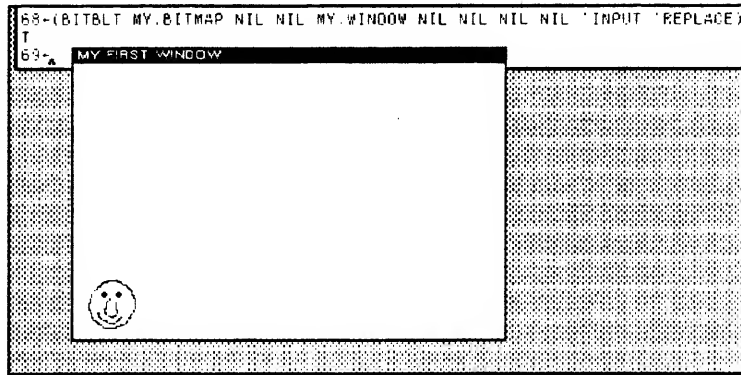 68←(BITBLT MY.BITMAP NIL NIL MY.WINDOW NIL NIL NIL NIL 'INPUT 'REPLACE)
T
69←
MY FIRST WINDOW